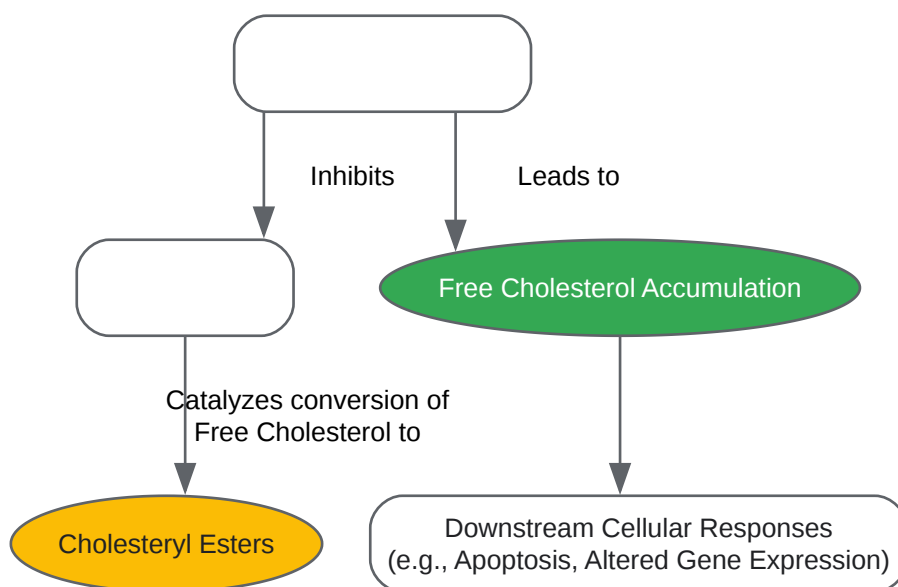 Inhibits
Leads to
Free Cholesterol Accumulation
Catalyzes conversion of
Free Cholesterol to
Cholesteryl Esters
Downstream Cellular Responses
(e.g., Apoptosis, Altered Gene Expression)